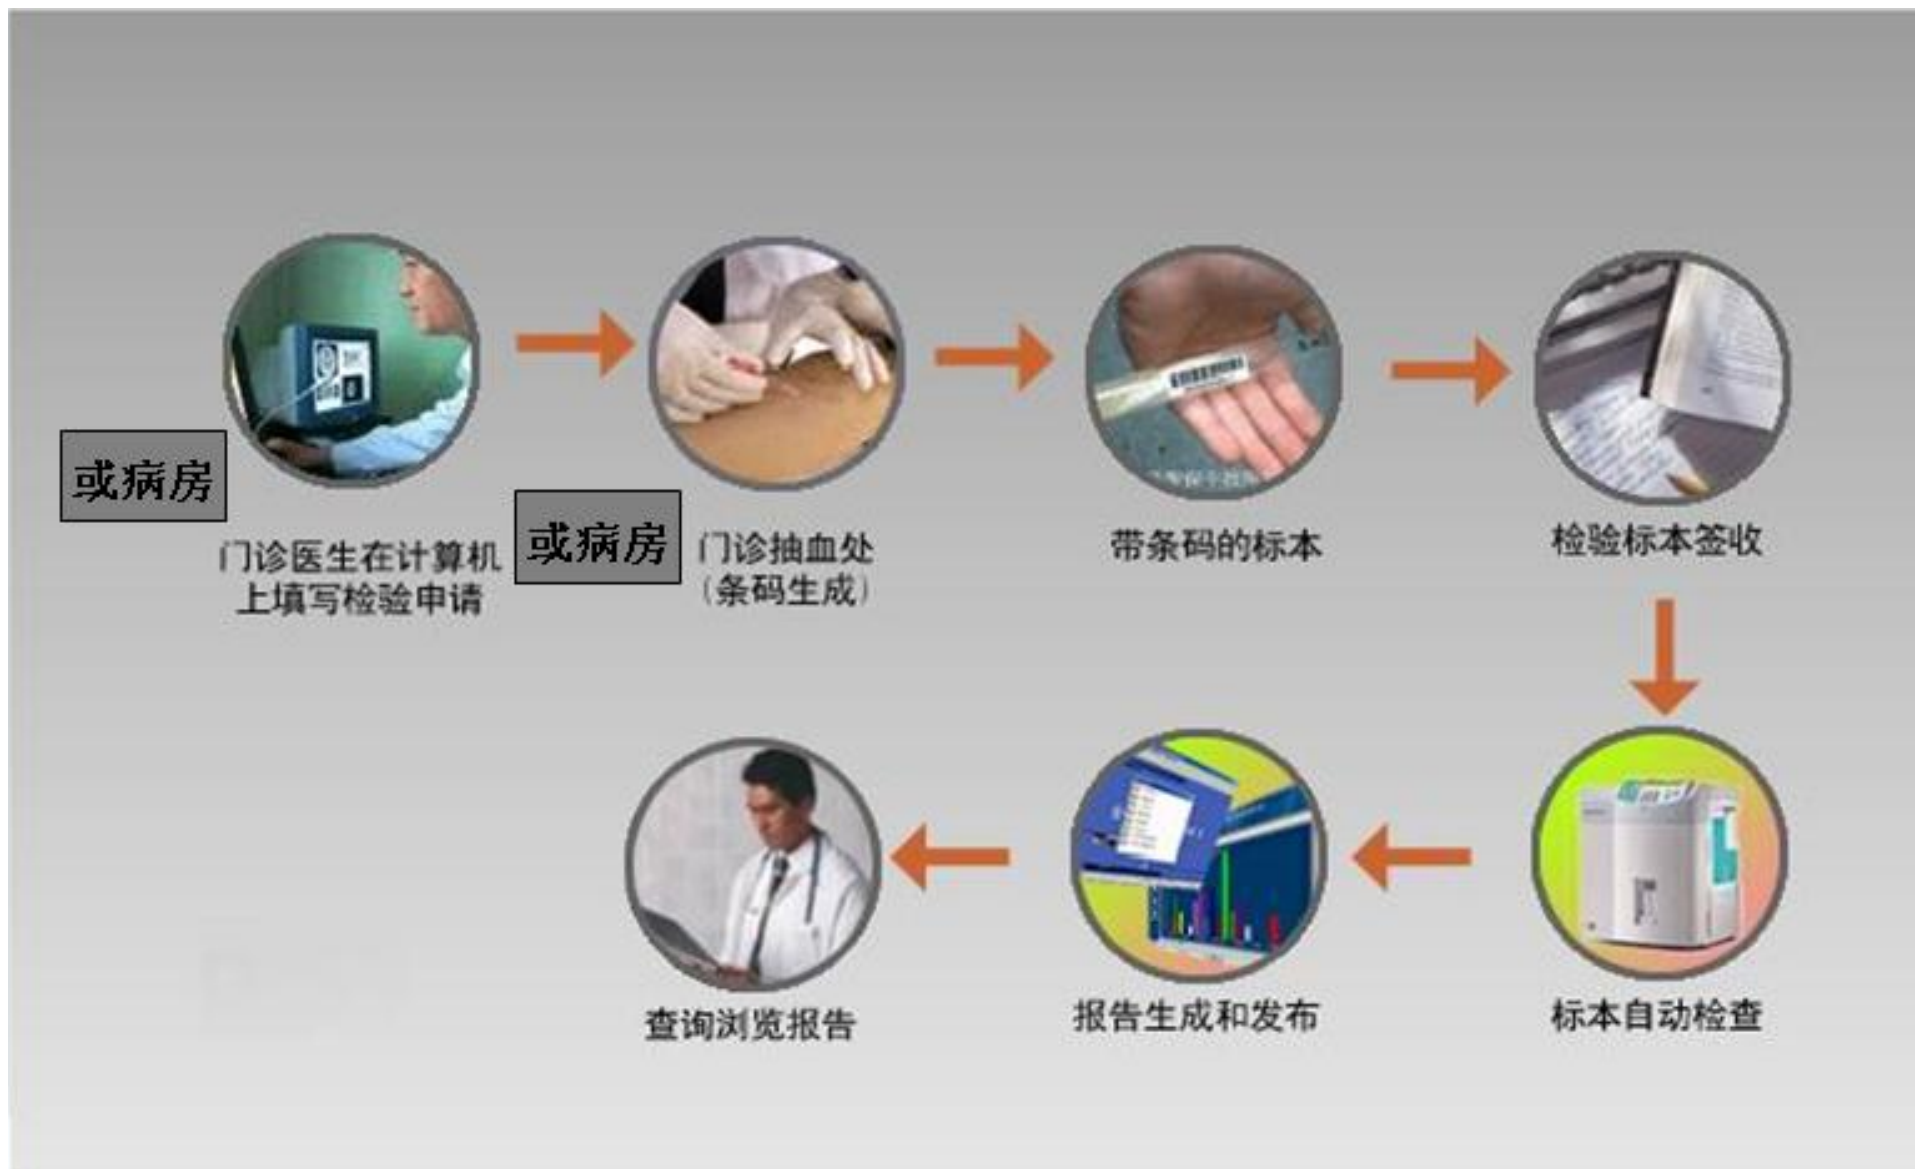 或病房
门诊医生在计算机
上填写检验申请
或病房
门诊抽血处
(条码生成)
带条码的标本
检验标本签收
标本自动检查
报告生成和发布
查询浏览报告